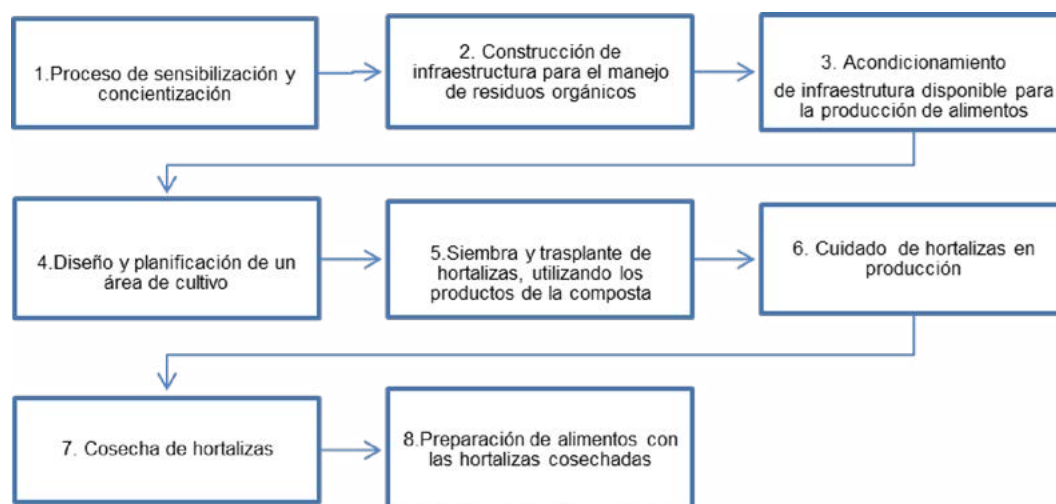 1.Proceso de sensibilización y
concientización
2. Construcción de
infraestructura para el manejo
de residuos orgánicos
3. Acondicionamiento
de infraestrutura disponible para
la producción de alimentos
4.Diseño y planificación de un
área de cultivo
5.Siembra y trasplante de
hortalizas, utilizando los
productos de la composta
6. Cuidado de hortalizas en
producción
7. Cosecha de hortalizas
8.Preparación de alimentos con
las hortalizas cosechadas